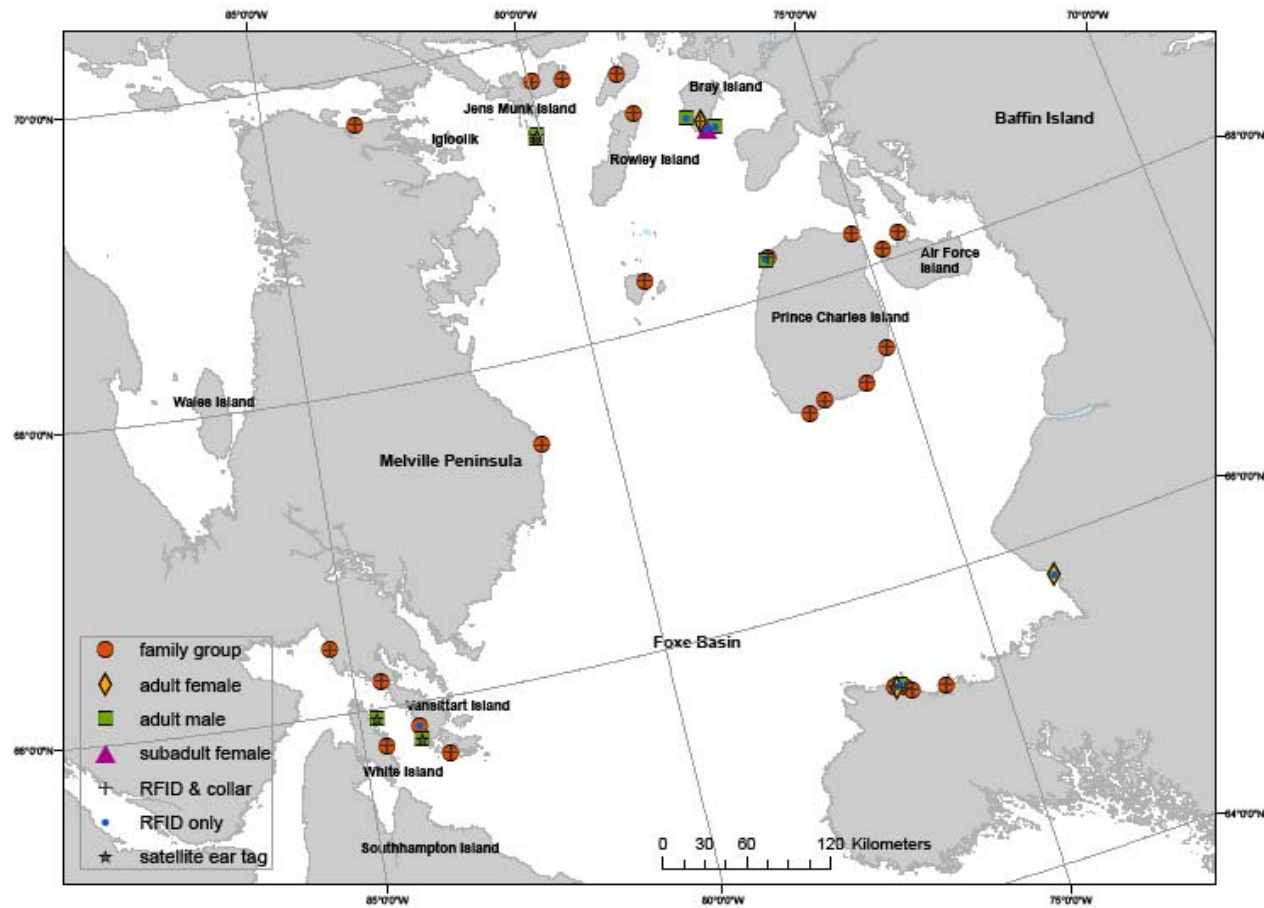 85°0'0"W
80°0'0"W
75°0'0"W
70°0'0"W
Bray Island
Jens Munk Island
Baffin Island
70°0'0"N
68°0'0"N
Igloolik
Rowley Island
Air Force
Island
Prince Charles Island
Wales Island
68°0'0"N
Melville Peninsula
66°0'0"N
Foxe Basin
family group
adult female
adult male
subadult female
RFID & collar
RFID only
satellite ear tag
Vansittart Island
66°0'0"N
White Island
64°0'0"N
Southhampton Island
0 30 60 120 Kilometers
85°0'0"W
80°0'0"W
75°0'0"W